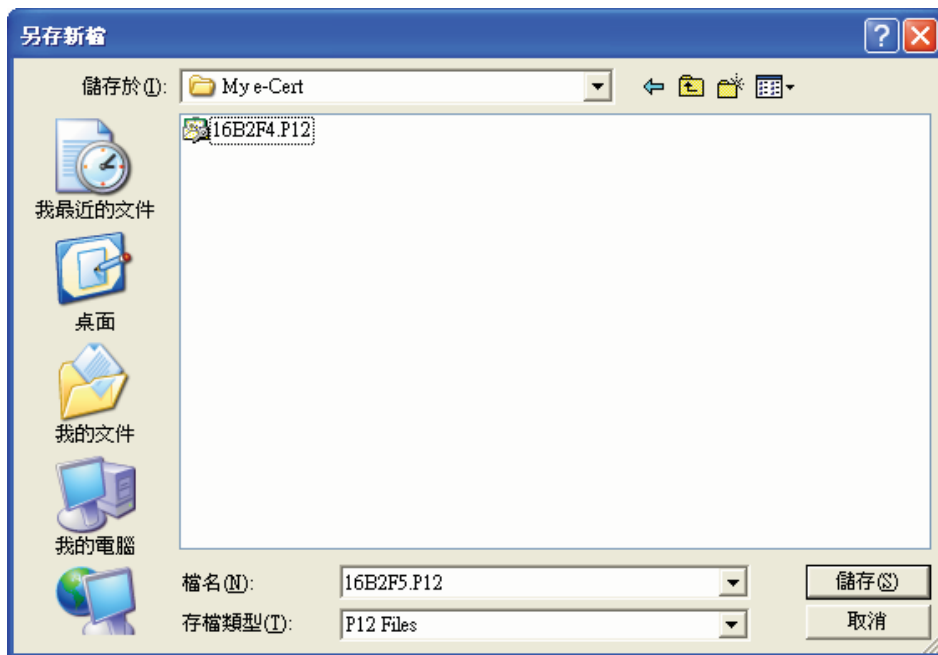 另存新檔
儲存於(I): My e-Cert
16B2F4.P12
我最近的文件
桌面
我的文件
我的電腦
檔名(N): 16B2F5.P12 儲存(S)
存檔類型(T): P12 Files 取消